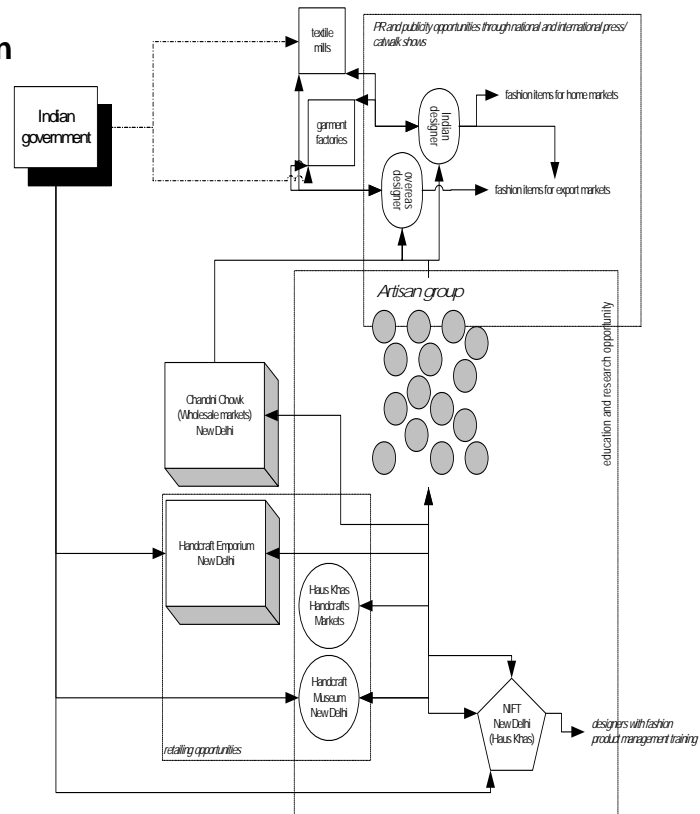 n
PR and publicity opportunities through national and international press/
catwalk shows
textile
mills
Indian
government
garment
factories
Indian
designer
fashion items for home markets
overeas
designer
fashion items for export markets
Artisan group
education and research opportunity
Chandni Chowk
(Wholesale markets)
New Delhi
Handcraft Emporium
New Delhi
Haus Khas
Handcrafts
Markets
Handcraft
Museum
New Delhi
NIFT
New Delhi
(Haus Khas)
designers with fashion
product management training
retailing opportunities